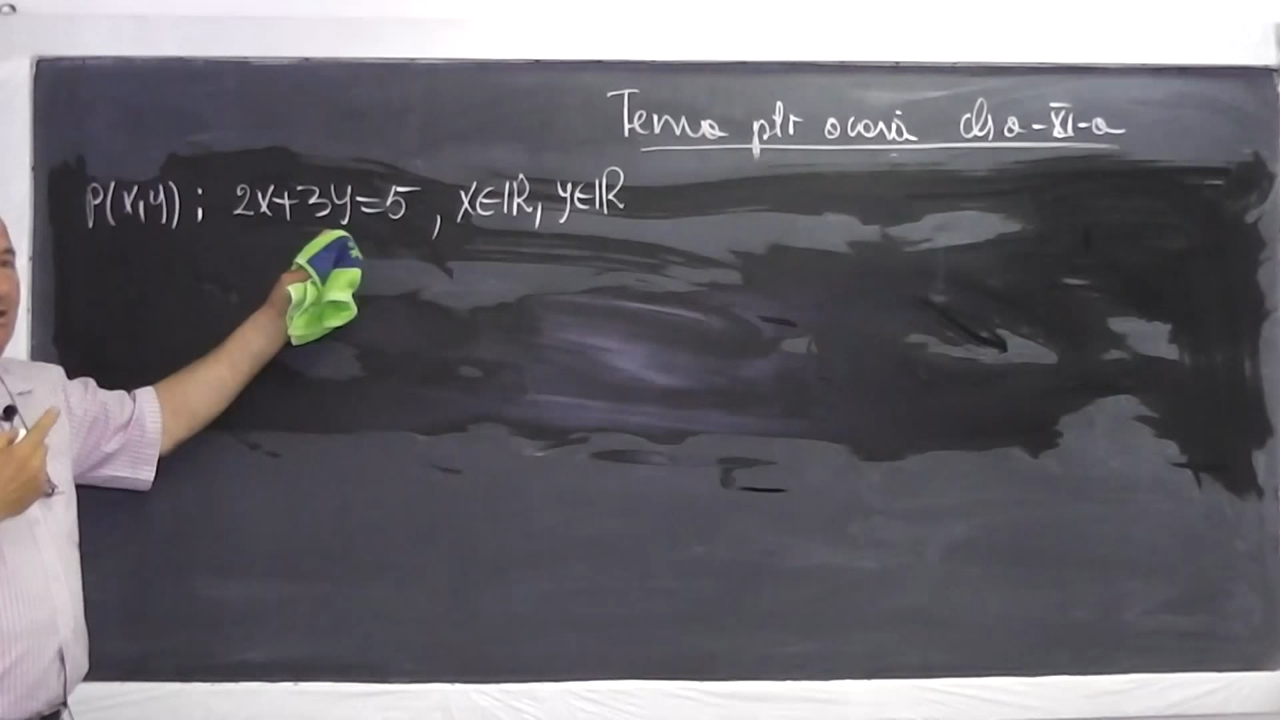 Tema ptr acasă cls a-XI-a
P(x,y) ; 2x+3y=5 , x∈ℝ, y∈ℝ